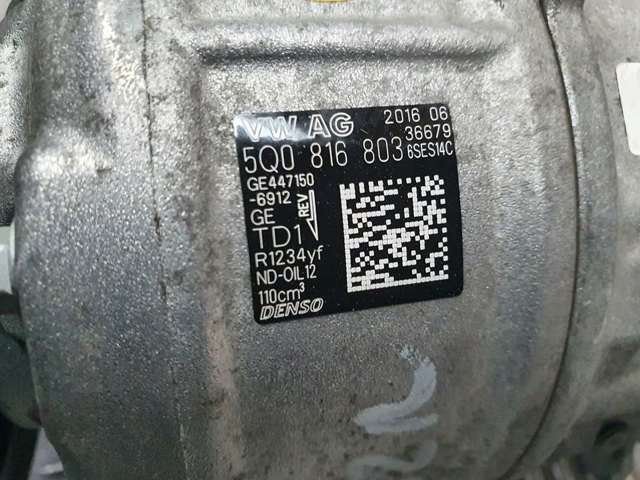 VW AG 2016 06
36679
5Q0 816 803 6SES14C
GE447150
-6912
GE REV
TD1
R1234yf
ND-OIL12
110cm³
DENSO